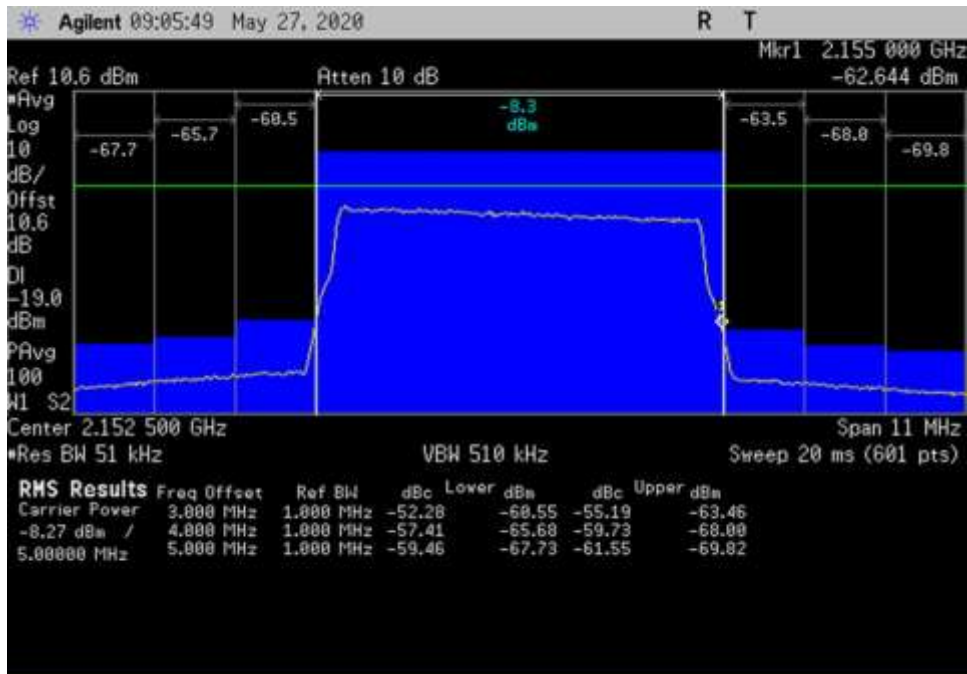 Agilent 09:05:49 May 27, 2020 R T
Mkr1 2.155 000 GHz
Ref 10.6 dBm Atten 10 dB -62.644 dBm
#Avg
Log
10
dB/
Offst
10.6
dB
DI
-19.0
dBm
PAvg
100
W1 S2
-67.7 -65.7 -60.5 -8.3 dBm -63.5 -68.0 -69.8
1
Center 2.152 500 GHz Span 11 MHz
#Res BW 51 kHz VBW 510 kHz Sweep 20 ms (601 pts)
RMS Results Freq Offset Ref BW dBc Lower dBm dBc Upper dBm
Carrier Power 3.000 MHz 1.000 MHz -52.28 -60.55 -55.19 -63.46
-8.27 dBm / 4.000 MHz 1.000 MHz -57.41 -65.68 -59.73 -68.00
5.00000 MHz 5.000 MHz 1.000 MHz -59.46 -67.73 -61.55 -69.82